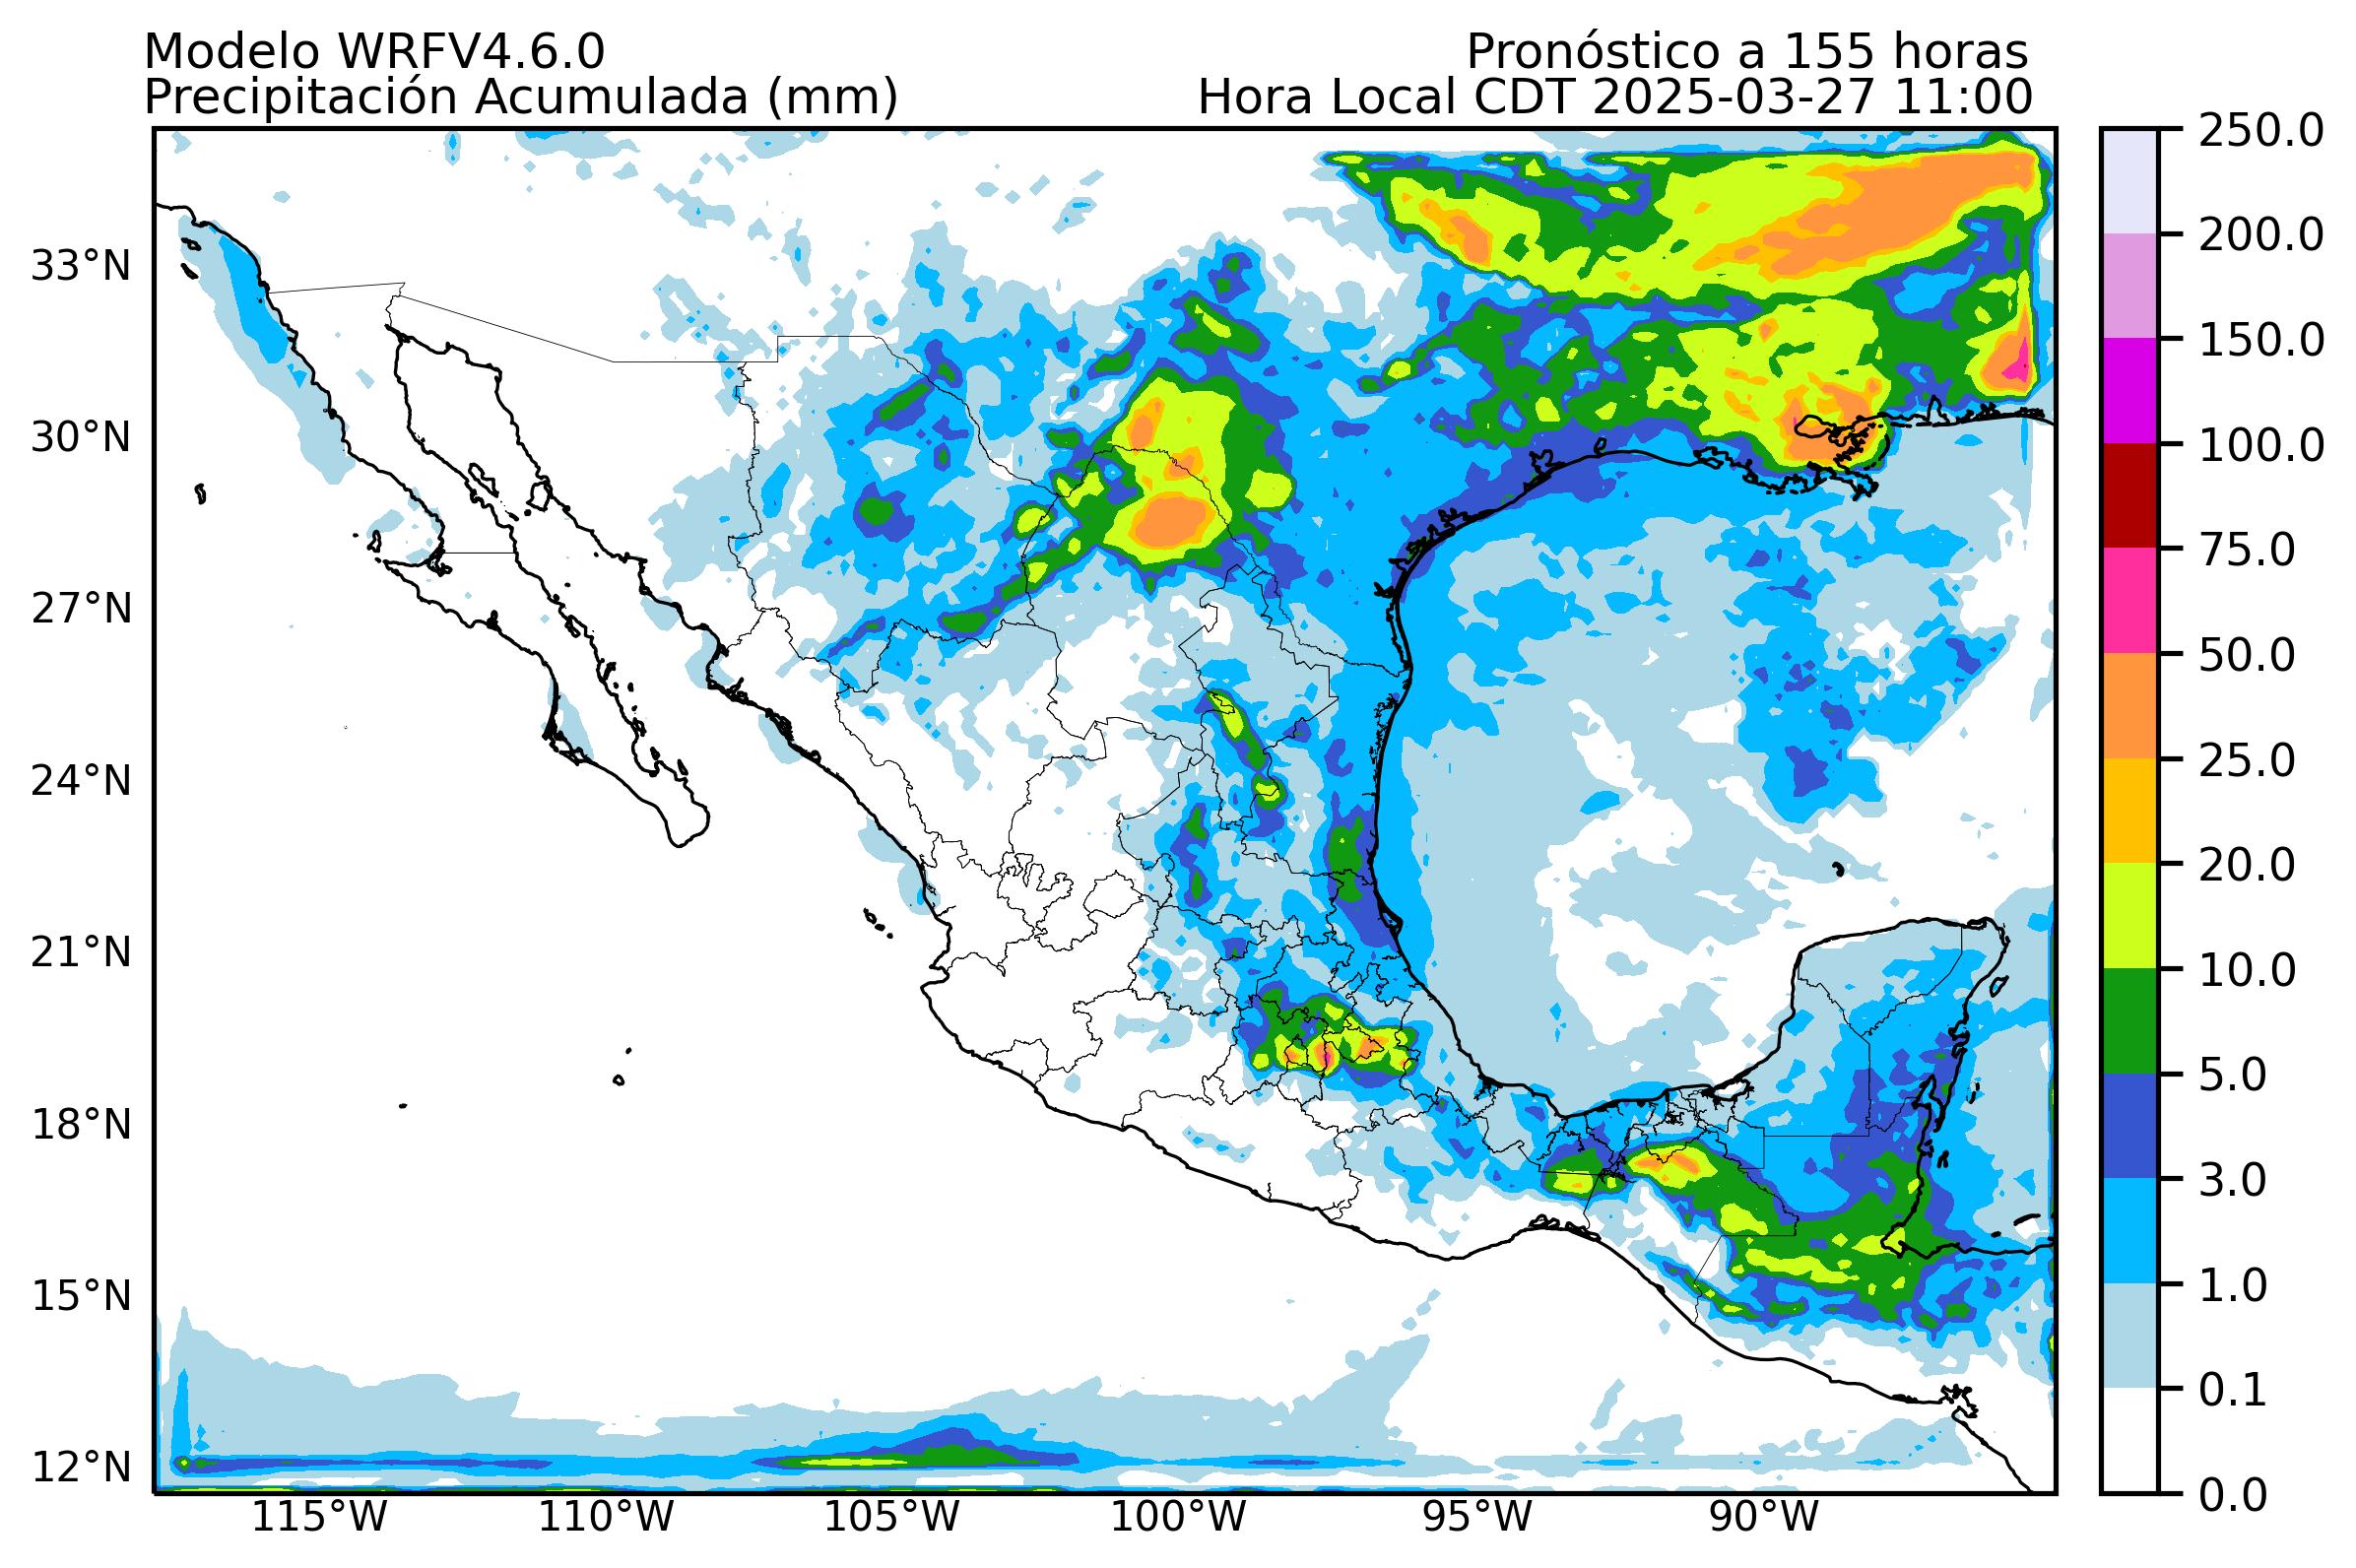 Modelo WRFV4.6.0
Pronóstico a 155 horas
Precipitación Acumulada (mm)
Hora Local CDT 2025-03-27 11:00
33°N
30°N
27°N
24°N
21°N
18°N
15°N
12°N
115°W
110°W
105°W
100°W
95°W
90°W
250.0
200.0
150.0
100.0
75.0
50.0
25.0
20.0
10.0
5.0
3.0
1.0
0.1
0.0